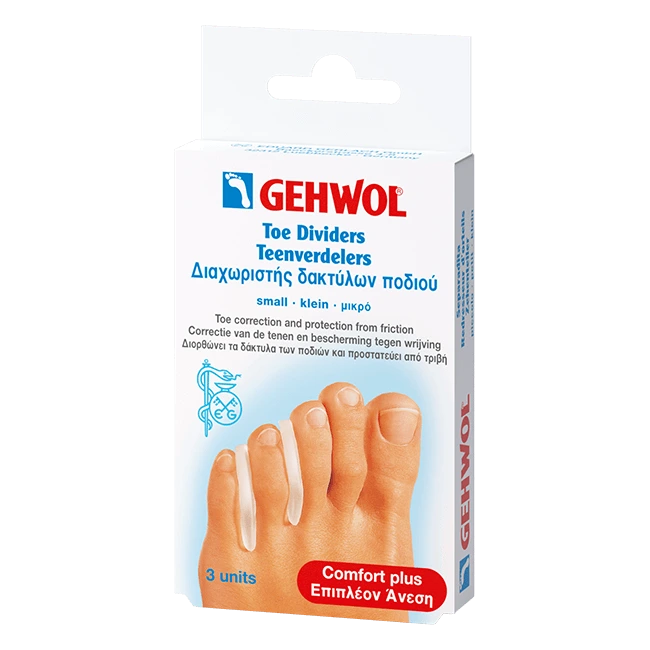 GEHWOL®
Toe Dividers
Teenverdelers
Διαχωριστής δακτύλων ποδιού
small · klein · μικρό
Toe correction and protection from friction
Correctie van de tenen en bescherming tegen wrijving
Διορθώνει τα δάκτυλα των ποδιών και προστατεύει από τριβή
E G
3 units
Comfort plus
Επιπλέον Άνεση
GEHWOL